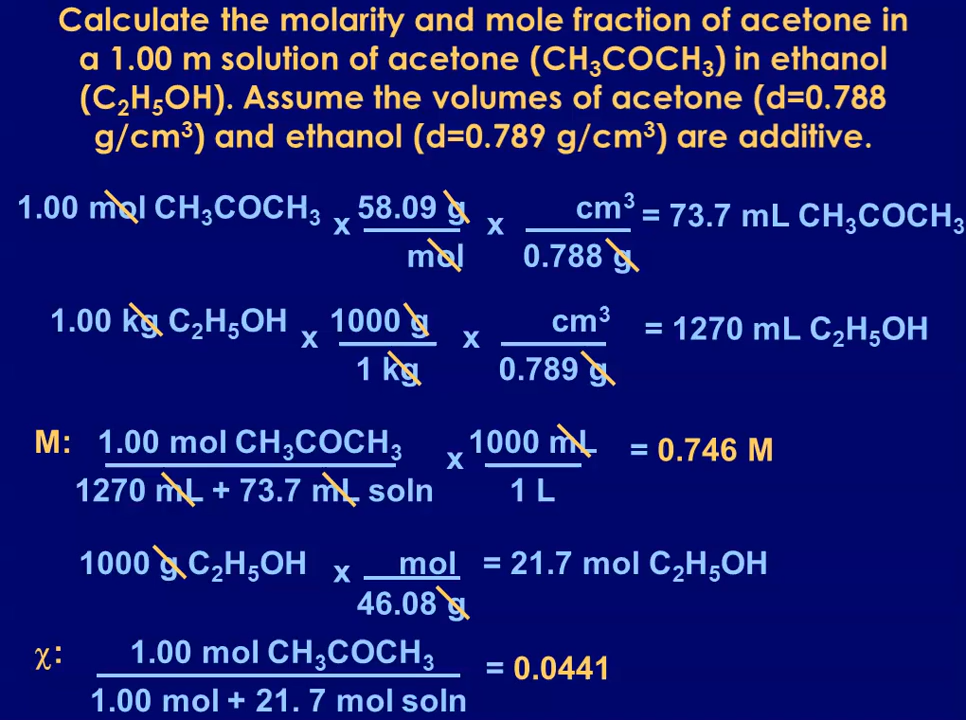 Calculate the molarity and mole fraction of acetone in
a 1.00 m solution of acetone (CH₃COCH₃) in ethanol
(C₂H₅OH). Assume the volumes of acetone (d=0.788
g/cm³) and ethanol (d=0.789 g/cm³) are additive.
1.00 mol CH₃COCH₃ x 58.09 g x cm³ = 73.7 mL CH₃COCH₃
mol 0.788 g
1.00 kg C₂H₅OH x 1000 g x cm³ = 1270 mL C₂H₅OH
1 kg 0.789 g
M: 1.00 mol CH₃COCH₃ x 1000 mL = 0.746 M
1270 mL + 73.7 mL soln 1 L
1000 g C₂H₅OH x mol = 21.7 mol C₂H₅OH
46.08 g
χ: 1.00 mol CH₃COCH₃ = 0.0441
1.00 mol + 21. 7 mol soln